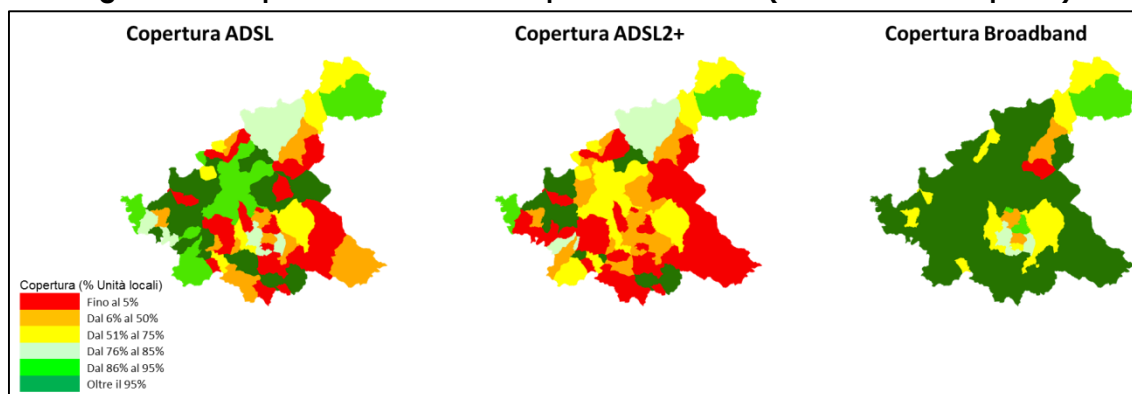 Copertura ADSL
Copertura ADSL2+
Copertura Broadband
Copertura (% Unità locali)
Fino al 5%
Dal 6% al 50%
Dal 51% al 75%
Dal 76% al 85%
Dal 86% al 95%
Oltre il 95%